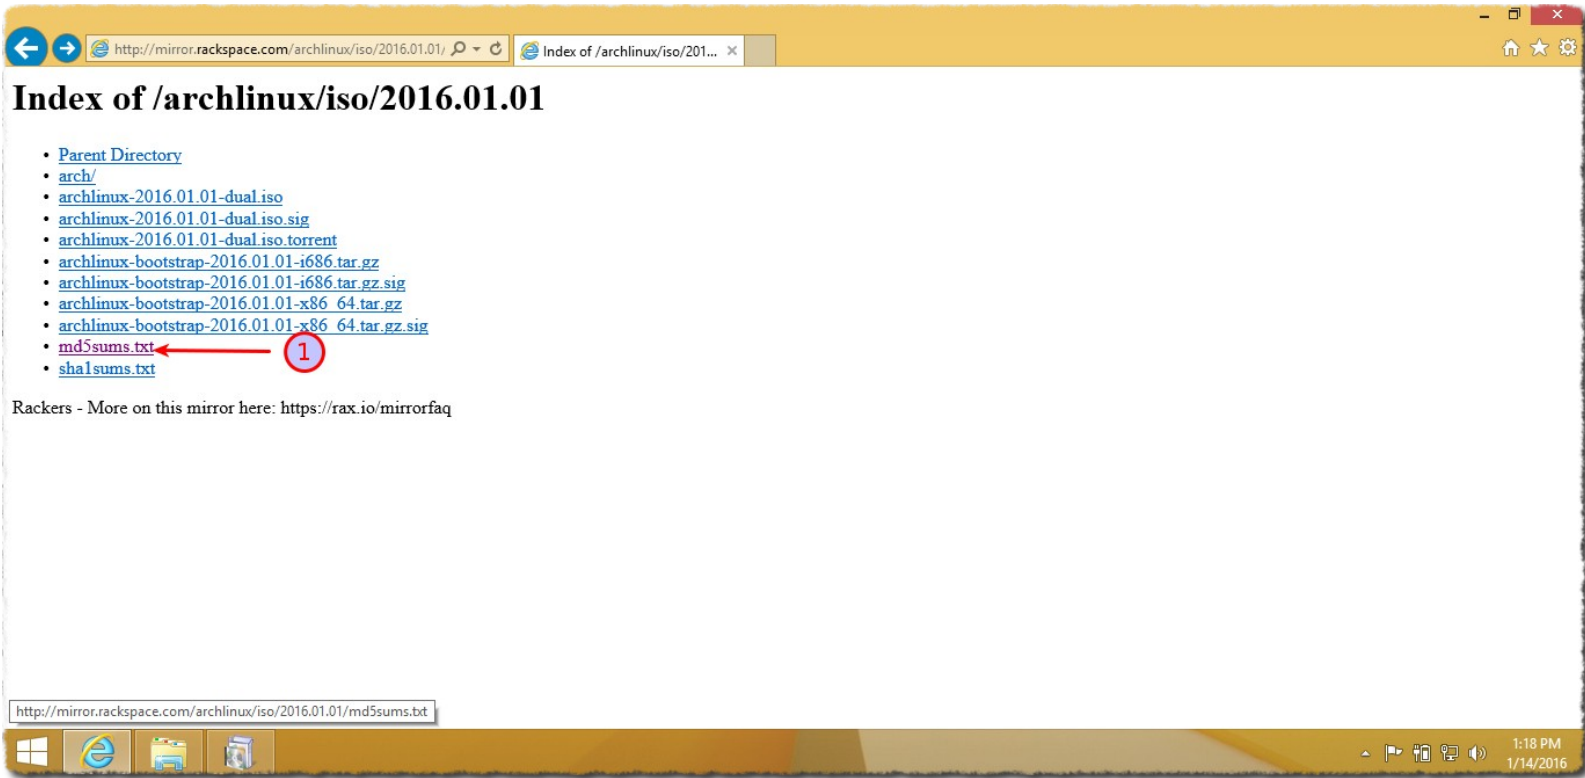 http://mirror.rackspace.com/archlinux/iso/2016.01.01/
Index of /archlinux/iso/201...
Index of /archlinux/iso/2016.01.01
Parent Directory
arch/
archlinux-2016.01.01-dual.iso
archlinux-2016.01.01-dual.iso.sig
archlinux-2016.01.01-dual.iso.torrent
archlinux-bootstrap-2016.01.01-i686.tar.gz
archlinux-bootstrap-2016.01.01-i686.tar.gz.sig
archlinux-bootstrap-2016.01.01-x86_64.tar.gz
archlinux-bootstrap-2016.01.01-x86_64.tar.gz.sig
md5sums.txt 1
sha1sums.txt
Rackers - More on this mirror here: https://rax.io/mirrorfaq
http://mirror.rackspace.com/archlinux/iso/2016.01.01/md5sums.txt
1:18 PM
1/14/2016